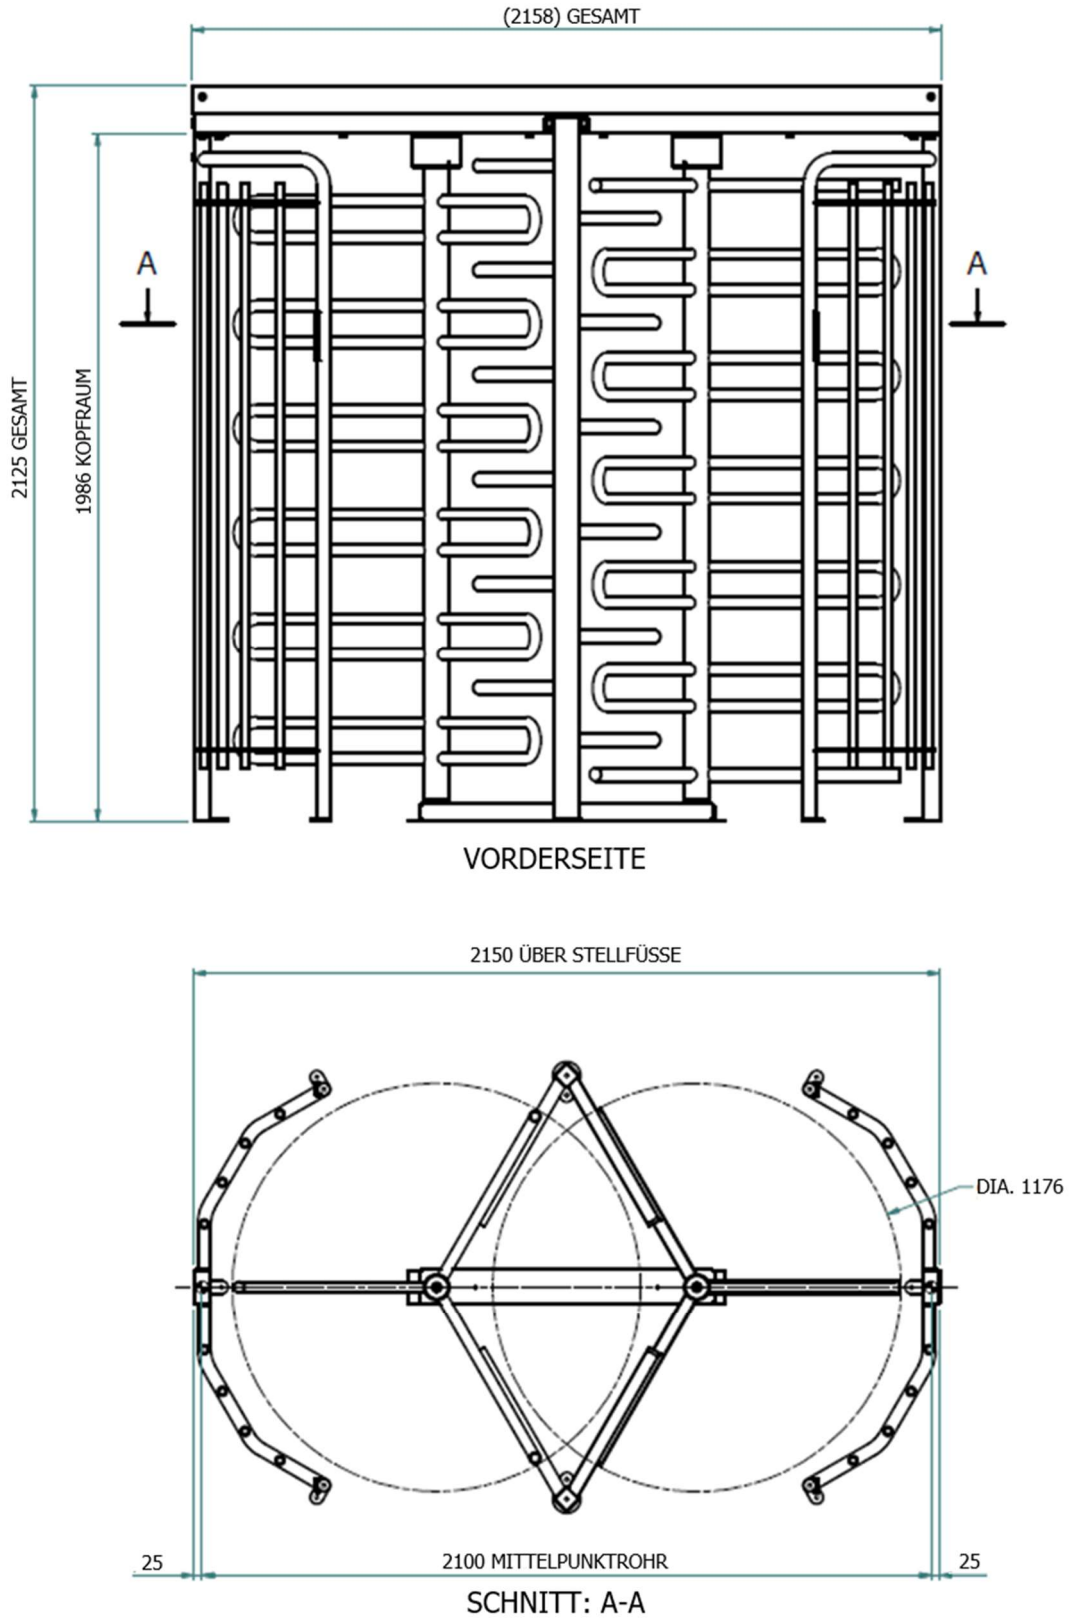 (2158) GESAMT
A
A
2125 GESAMT
1986 KOPFRAUM
VORDERSEITE
2150 ÜBER STELLFÜSSE
DIA. 1176
25
2100 MITTELPUNKTROHR
25
SCHNITT: A-A